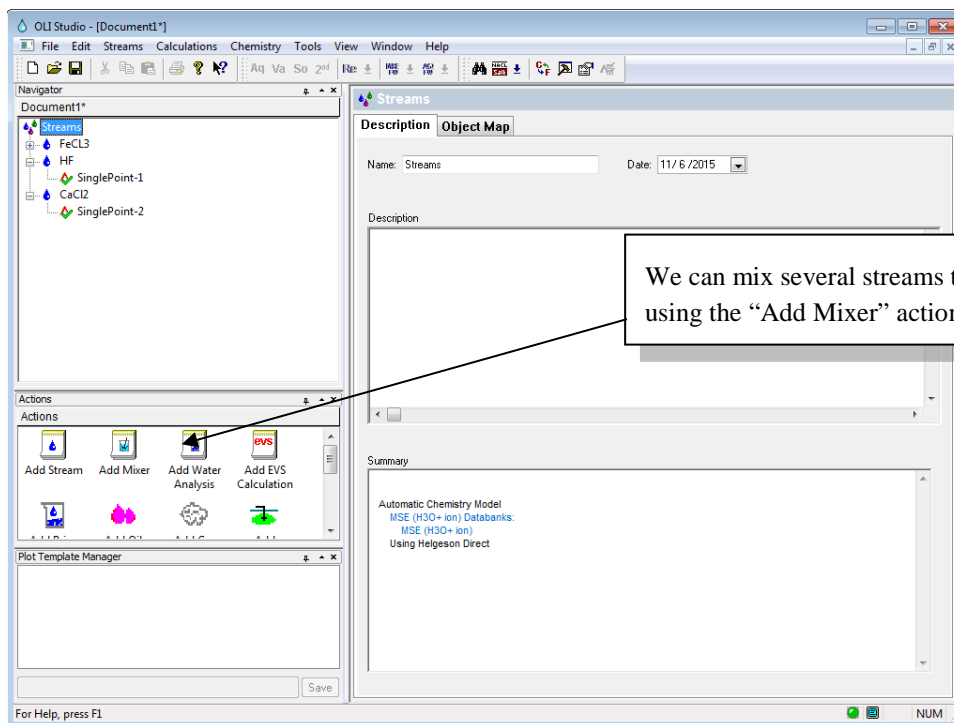 OLI Studio - [Document1*]
File Edit Streams Calculations Chemistry Tools View Window Help
Aq Va So 2nd
Navigator
Document1*
Streams
FeCL3
HF
SinglePoint-1
CaCl2
SinglePoint-2
Actions
Actions
Add Stream Add Mixer Add Water Analysis Add EVS Calculation
Plot Template Manager
Save
Streams
Description Object Map
Name: Streams Date: 11/ 6 /2015
Description
We can mix several streams
using the “Add Mixer” action
Summary
Automatic Chemistry Model
MSE (H3O+ ion) Databanks:
MSE (H3O+ ion)
Using Helgeson Direct
For Help, press F1
NUM